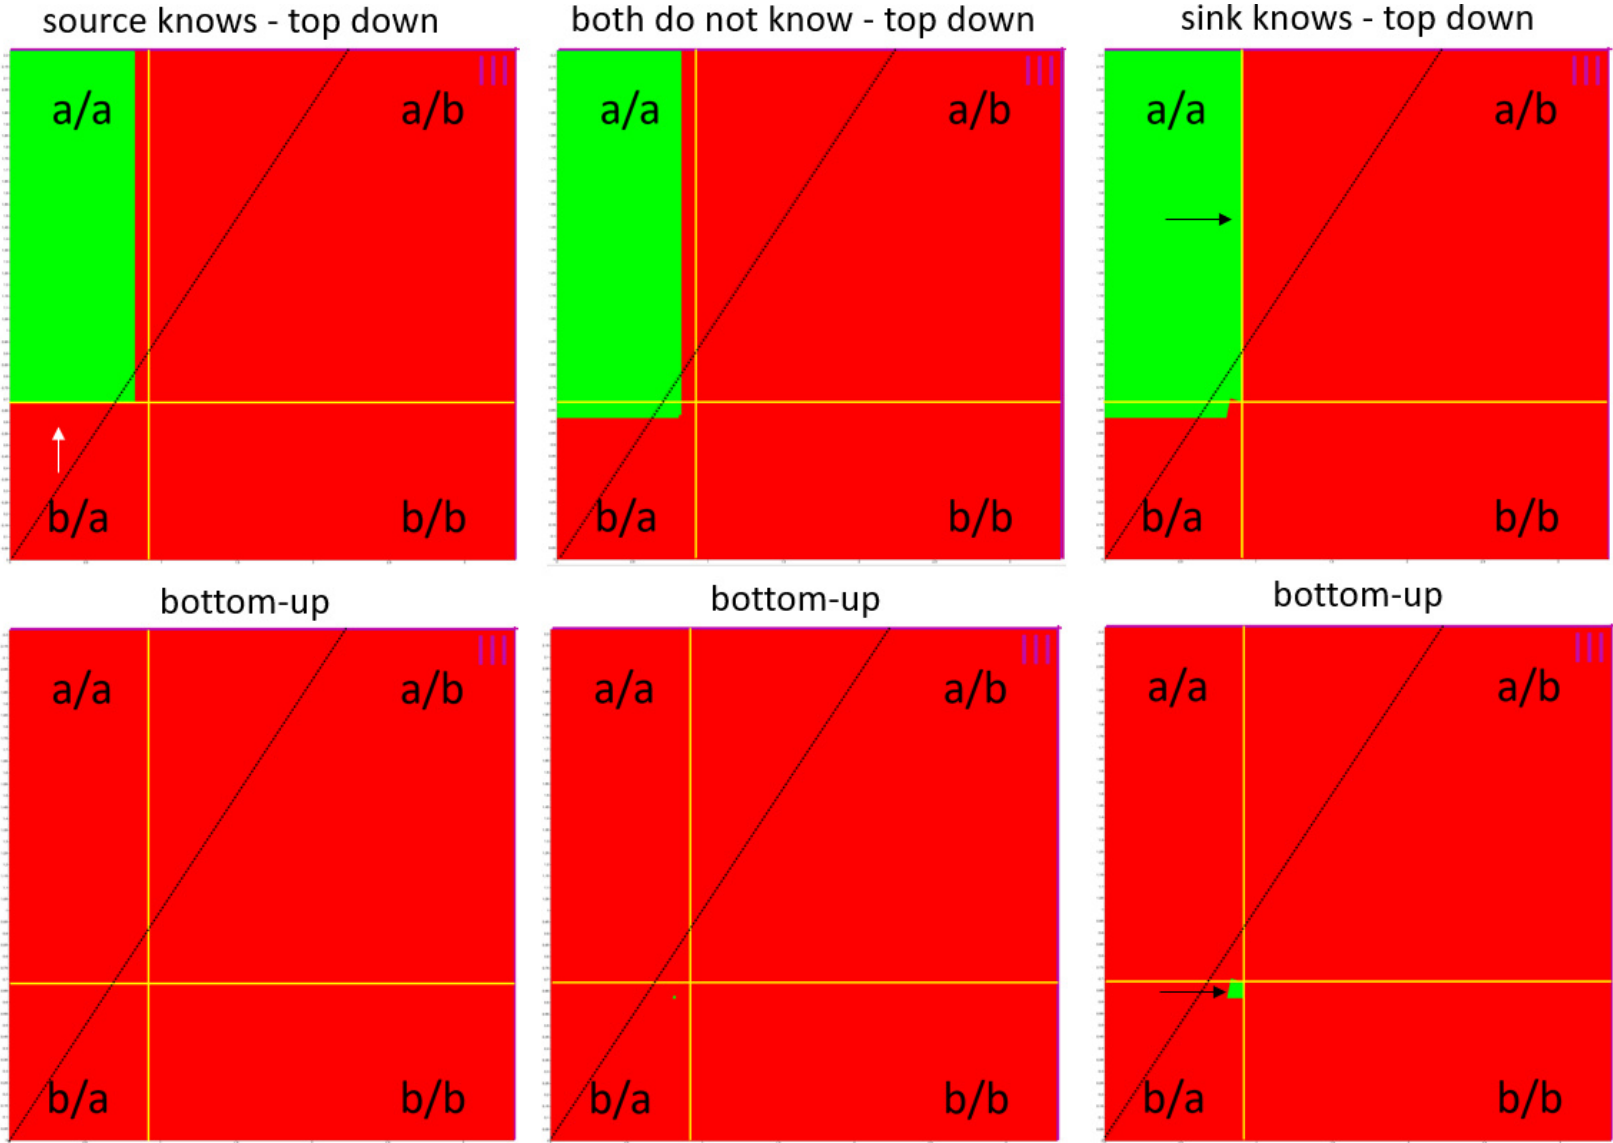 source knows - top down
both do not know - top down
sink knows - top down
a/a
a/b
a/a
a/b
a/a
a/b
b/a
b/b
b/a
b/b
b/a
b/b
bottom-up
bottom-up
bottom-up
a/a
a/b
a/a
a/b
a/a
a/b
b/a
b/b
b/a
b/b
b/a
b/b